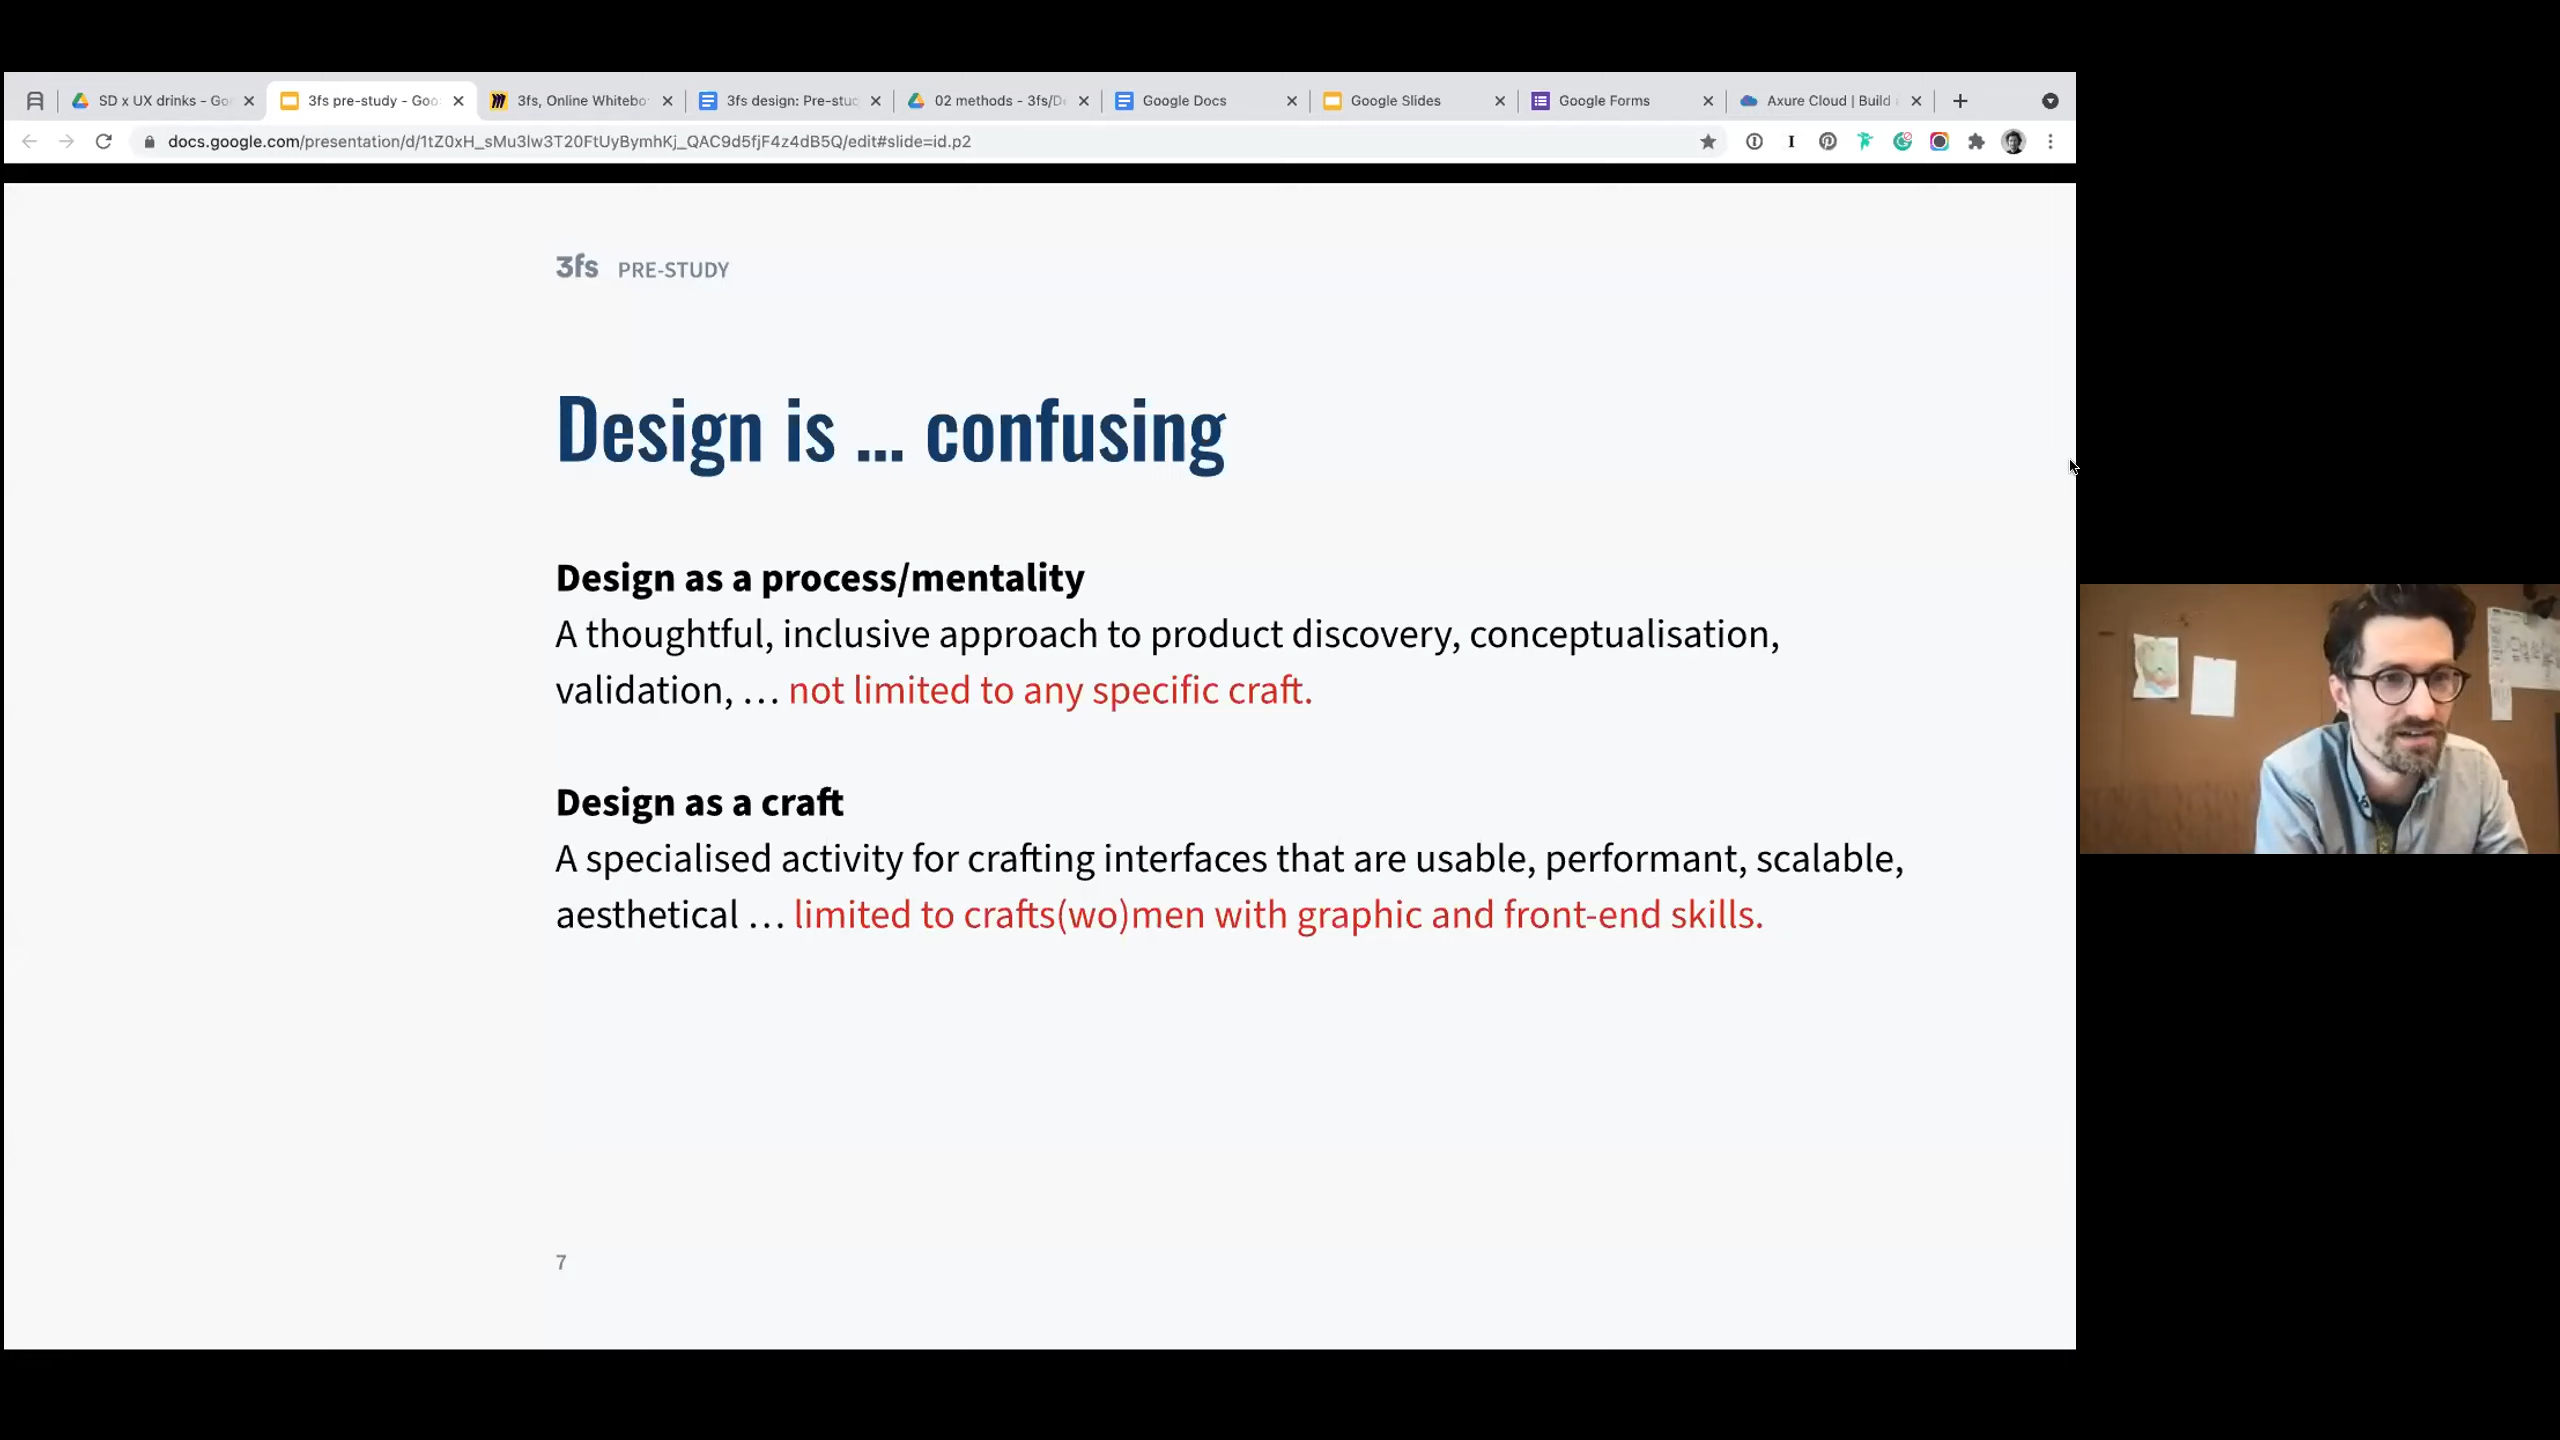 SD x UX drinks - Go
3fs pre-study - Goo
3fs, Online Whitebo
3fs design: Pre-stud
02 methods - 3fs/De
Google Docs
Google Slides
Google Forms
Axure Cloud | Build
docs.google.com/presentation/d/1tZ0xH_sMu3lw3T20FtUyBymhKj_QAC9d5fjF4z4dB5Q/edit#slide=id.p2
3fs PRE-STUDY
Design is ... confusing
Design as a process/mentality
A thoughtful, inclusive approach to product discovery, conceptualisation,
validation, … not limited to any specific craft.
Design as a craft
A specialised activity for crafting interfaces that are usable, performant, scalable,
aesthetical … limited to crafts(wo)men with graphic and front-end skills.
7